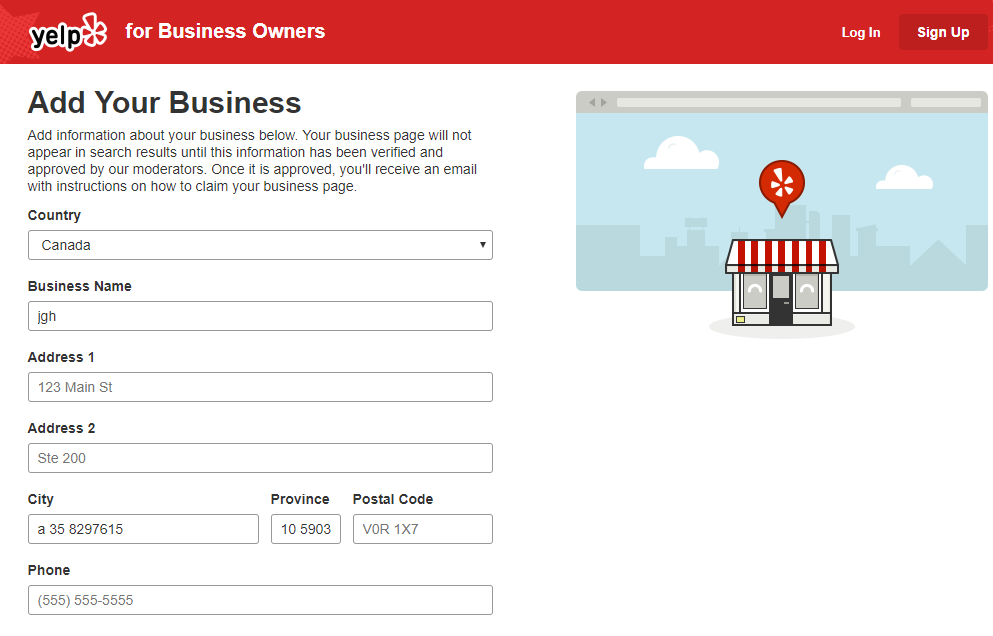 yelp for Business Owners
Log In
Sign Up
Add Your Business
Add information about your business below. Your business page will not
appear in search results until this information has been verified and
approved by our moderators. Once it is approved, you'll receive an email
with instructions on how to claim your business page.
Country
Canada
Business Name
jgh
Address 1
123 Main St
Address 2
Ste 200
City Province Postal Code
a 35 8297615 10 5903 V0R 1X7
Phone
(555) 555-5555